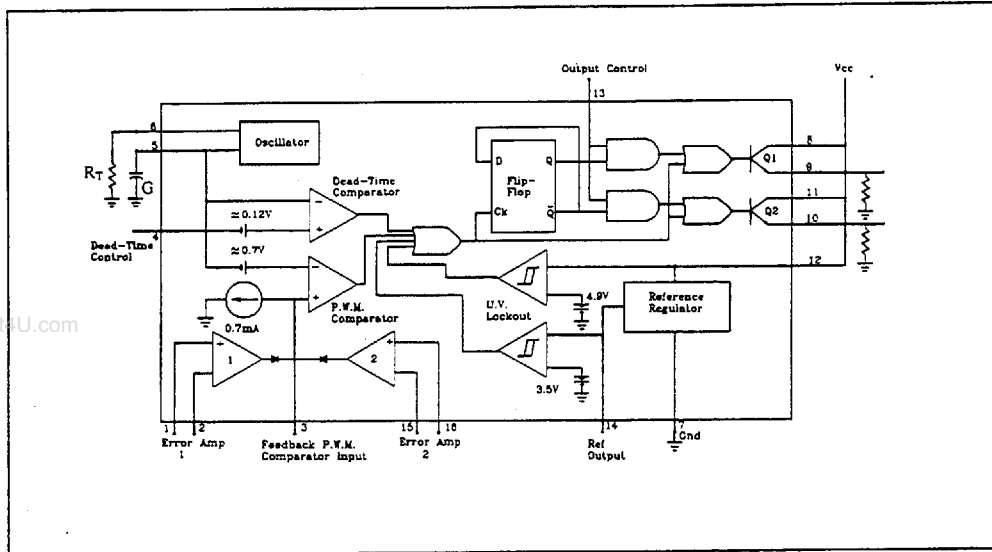 Output Control
Vcc
13
6
Oscillator
5
RT
G
D
Q
Flip-
Flop
Ck
Q
Q1
8
9
Q2
11
10
Dead-Time
Comparator
≈0.12V
4
Dead-Time
Control
≈0.7V
12
4.9V
U.V.
Lockout
Reference
Regulator
P.W.M.
Comparator
0.7mA
t4U.com
1
2
3.5V
1
2
3
15
16
14
7
Gnd
Error Amp
1
Feedback P.W.M.
Comparator Input
Error Amp
2
Ref
Output